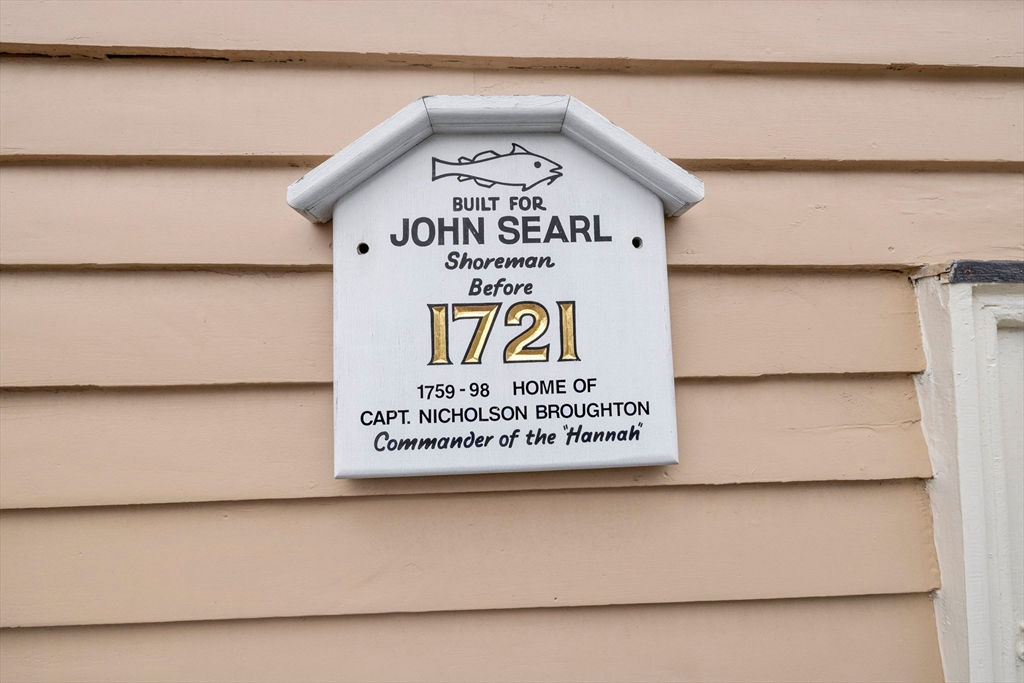 BUILT FOR
JOHN SEARL
Shoreman
Before
1721
1759-98 HOME OF
CAPT. NICHOLSON BROUGHTON
Commander of the "Hannah"